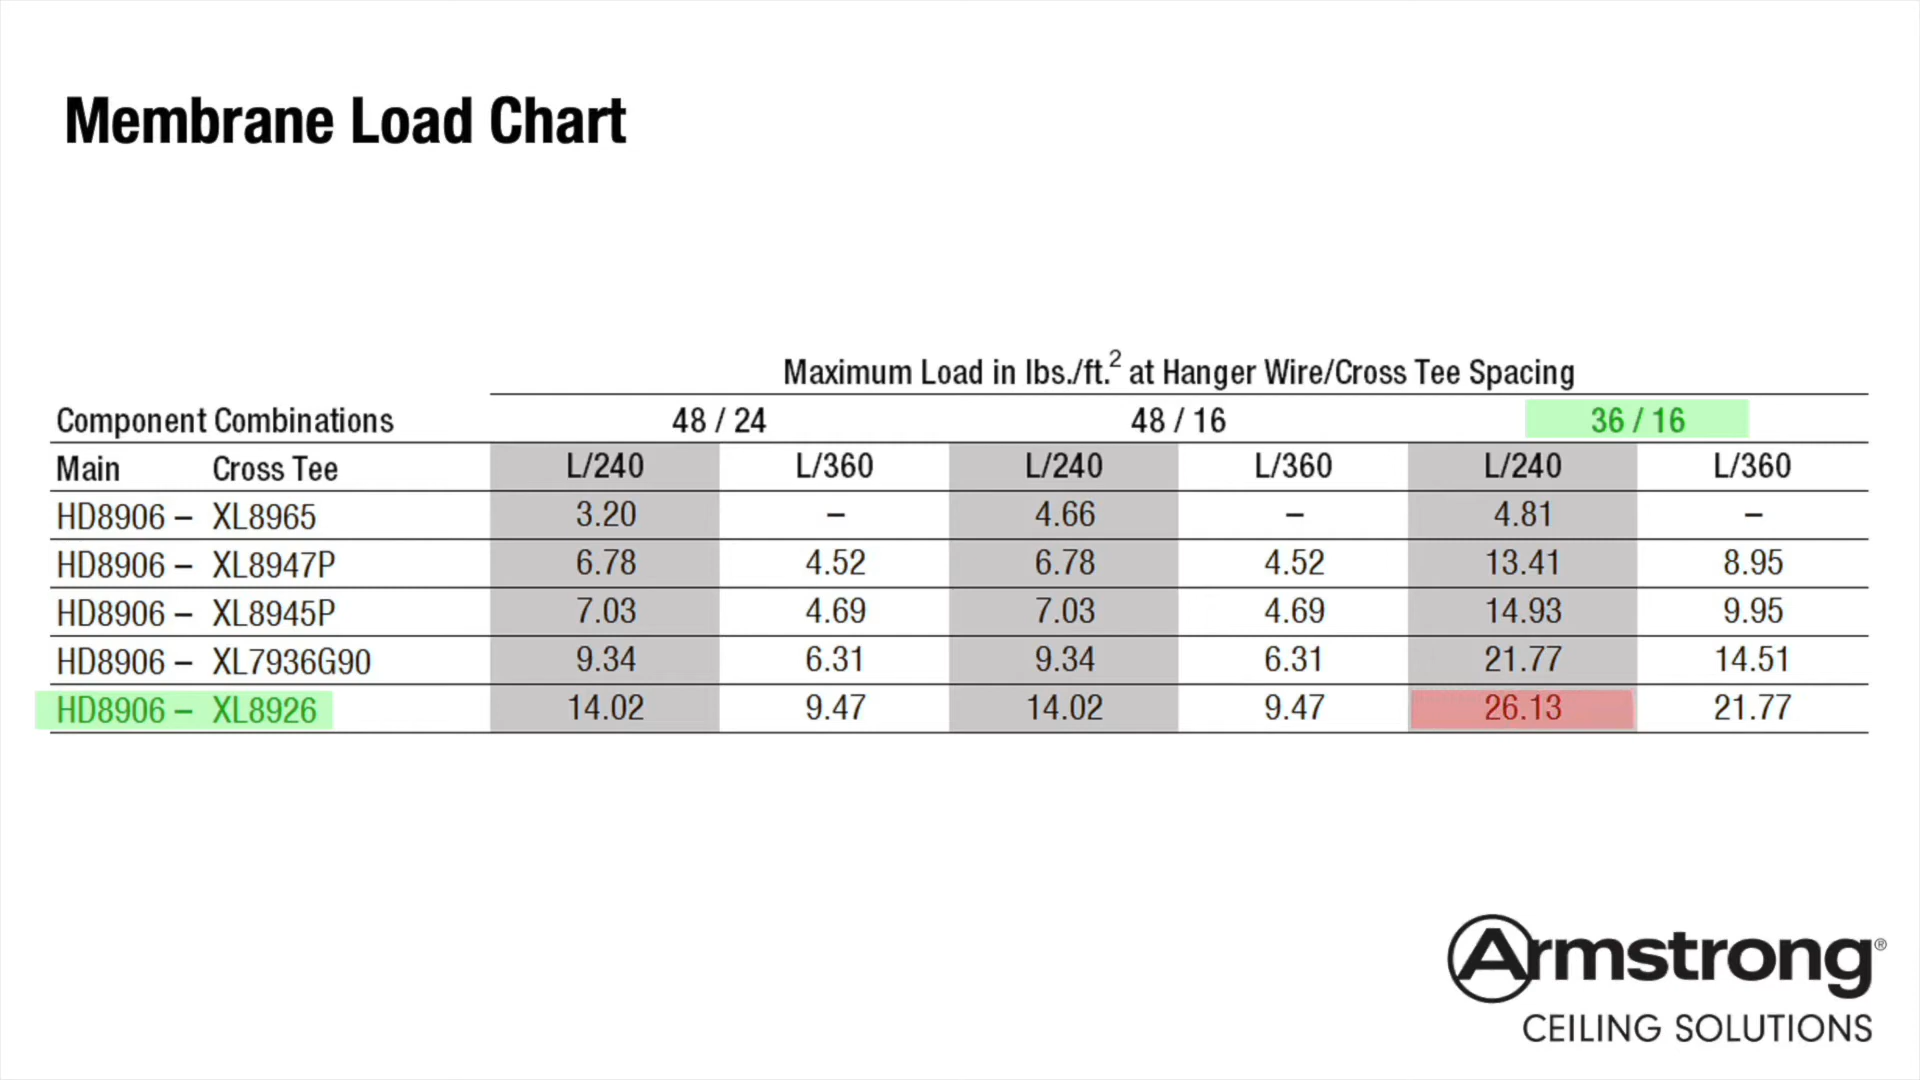 Membrane Load Chart
Maximum Load in lbs./ft.² at Hanger Wire/Cross Tee Spacing
Component Combinations 48 / 24 48 / 16 36 / 16
Main Cross Tee L/240 L/360 L/240 L/360 L/240 L/360
HD8906 – XL8965 3.20 – 4.66 – 4.81 –
HD8906 – XL8947P 6.78 4.52 6.78 4.52 13.41 8.95
HD8906 – XL8945P 7.03 4.69 7.03 4.69 14.93 9.95
HD8906 – XL7936G90 9.34 6.31 9.34 6.31 21.77 14.51
HD8906 – XL8926 14.02 9.47 14.02 9.47 26.13 21.77
Armstrong®
CEILING SOLUTIONS